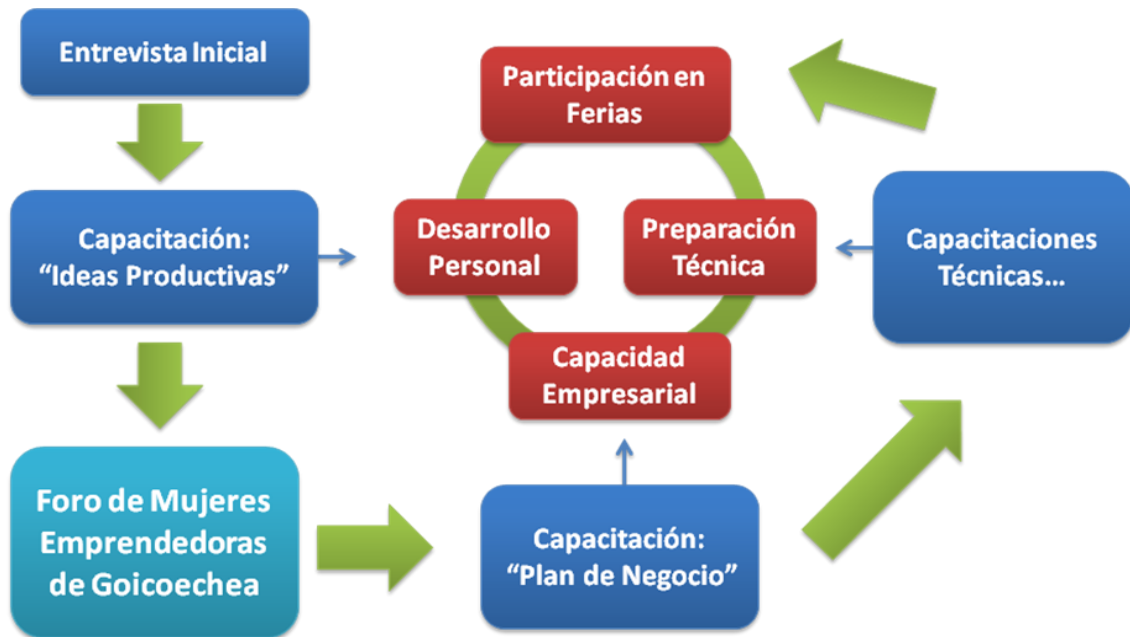 Entrevista Inicial
Capacitación:
“Ideas Productivas”
Foro de Mujeres
Emprendedoras
de Goicoechea
Capacitación:
“Plan de Negocio”
Capacitaciones
Técnicas...
Participación en
Ferias
Desarrollo
Personal
Preparación
Técnica
Capacidad
Empresarial